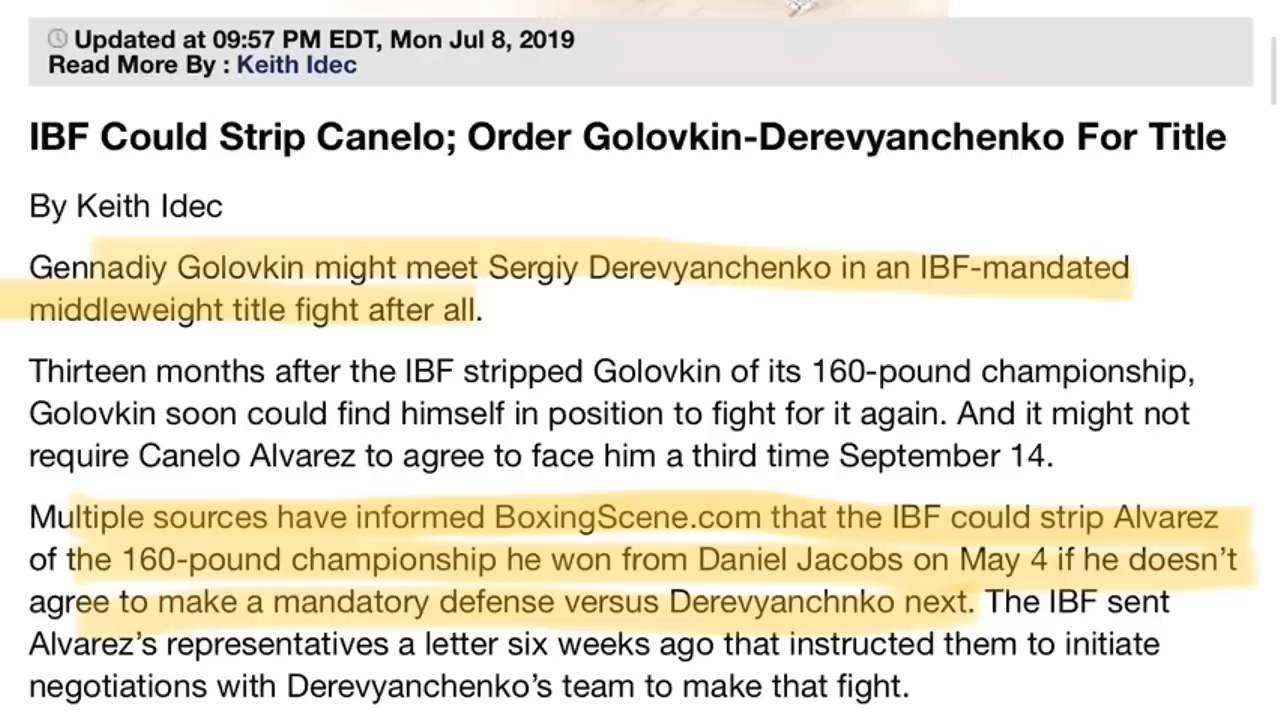 Updated at 09:57 PM EDT, Mon Jul 8, 2019
Read More By : Keith Idec
IBF Could Strip Canelo; Order Golovkin-Derevyanchenko For Title
By Keith Idec
Gennadiy Golovkin might meet Sergiy Derevyanchenko in an IBF-mandated
middleweight title fight after all.
Thirteen months after the IBF stripped Golovkin of its 160-pound championship,
Golovkin soon could find himself in position to fight for it again. And it might not
require Canelo Alvarez to agree to face him a third time September 14.
Multiple sources have informed BoxingScene.com that the IBF could strip Alvarez
of the 160-pound championship he won from Daniel Jacobs on May 4 if he doesn’t
agree to make a mandatory defense versus Derevyanchnko next. The IBF sent
Alvarez’s representatives a letter six weeks ago that instructed them to initiate
negotiations with Derevyanchenko’s team to make that fight.